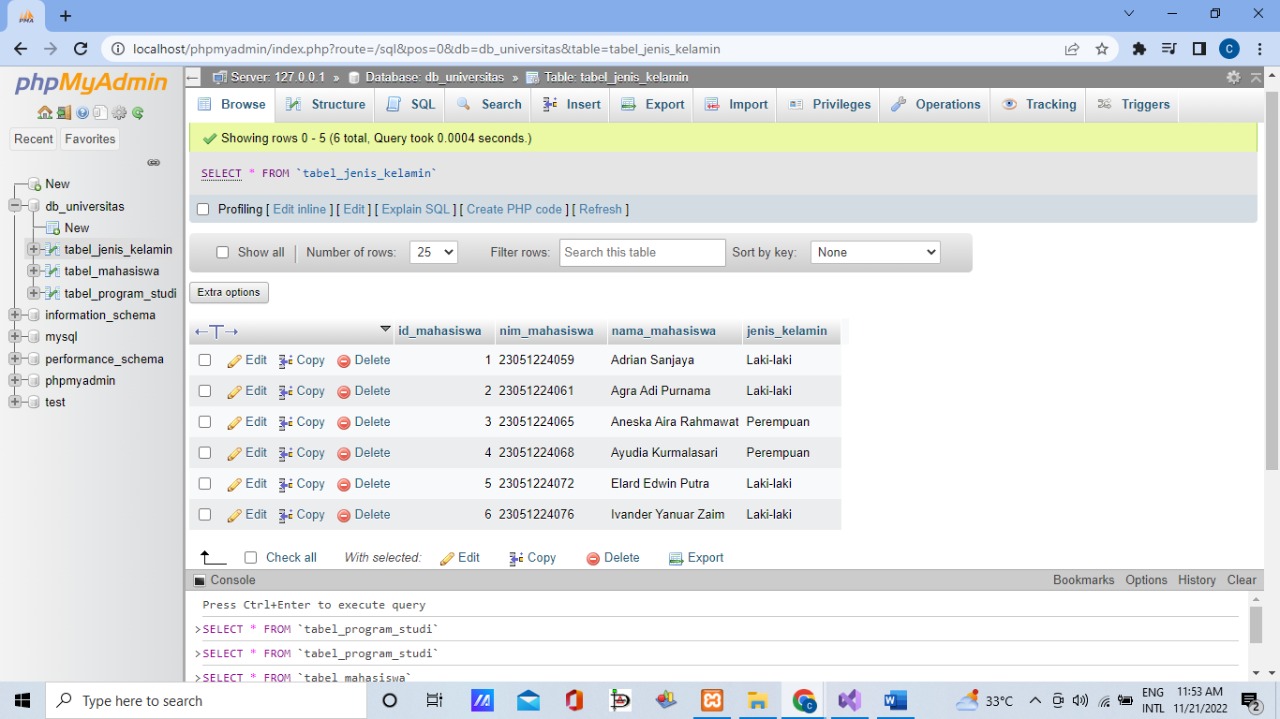 localhost/phpmyadmin/index.php?route=/sql&pos=0&db=db_universitas&table=tabel_jenis_kelamin
C
phpMyAdmin
Recent Favorites
New
db_universitas
New
tabel_jenis_kelamin
tabel_mahasiswa
tabel_program_studi
information_schema
mysql
performance_schema
phpmyadmin
test
Server: 127.0.0.1 » Database: db_universitas » Table: tabel_jenis_kelamin
Browse Structure SQL Search Insert Export Import Privileges Operations Tracking Triggers
Showing rows 0 - 5 (6 total, Query took 0.0004 seconds.)
SELECT * FROM `tabel_jenis_kelamin`
Profiling [ Edit inline ] [ Edit ] [ Explain SQL ] [ Create PHP code ] [ Refresh ]
Show all Number of rows: 25 Filter rows: Search this table Sort by key: None
Extra options
←T→ id_mahasiswa nim_mahasiswa nama_mahasiswa jenis_kelamin
Edit Copy Delete 1 23051224059 Adrian Sanjaya Laki-laki
Edit Copy Delete 2 23051224061 Agra Adi Purnama Laki-laki
Edit Copy Delete 3 23051224065 Aneska Aira Rahmawat Perempuan
Edit Copy Delete 4 23051224068 Ayudia Kurmalasari Perempuan
Edit Copy Delete 5 23051224072 Elard Edwin Putra Laki-laki
Edit Copy Delete 6 23051224076 Ivander Yanuar Zaim Laki-laki
Check all With selected: Edit Copy Delete Export
Console Bookmarks Options History Clear
Press Ctrl+Enter to execute query
>SELECT * FROM `tabel_program_studi`
>SELECT * FROM `tabel_program_studi`
>SELECT * FROM `tabel_mahasiswa`
Type here to search
33°C
ENG 11:53 AM
INTL 11/21/2022
2